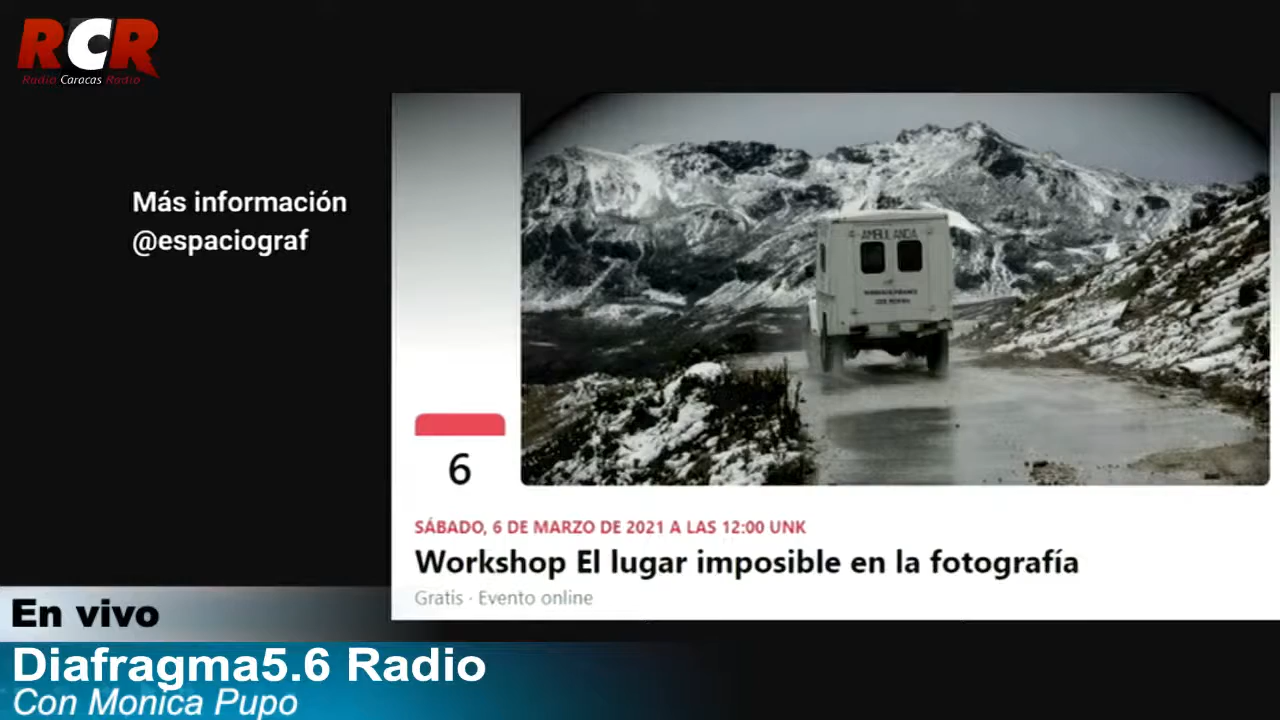 RCR
Radio Caracas Radio
Más información
@espaciograf
AMBULANCIA
6
SÁBADO, 6 DE MARZO DE 2021 A LAS 12:00 UNK
Workshop El lugar imposible en la fotografía
Gratis · Evento online
En vivo
Diafragma5.6 Radio
Con Monica Pupo